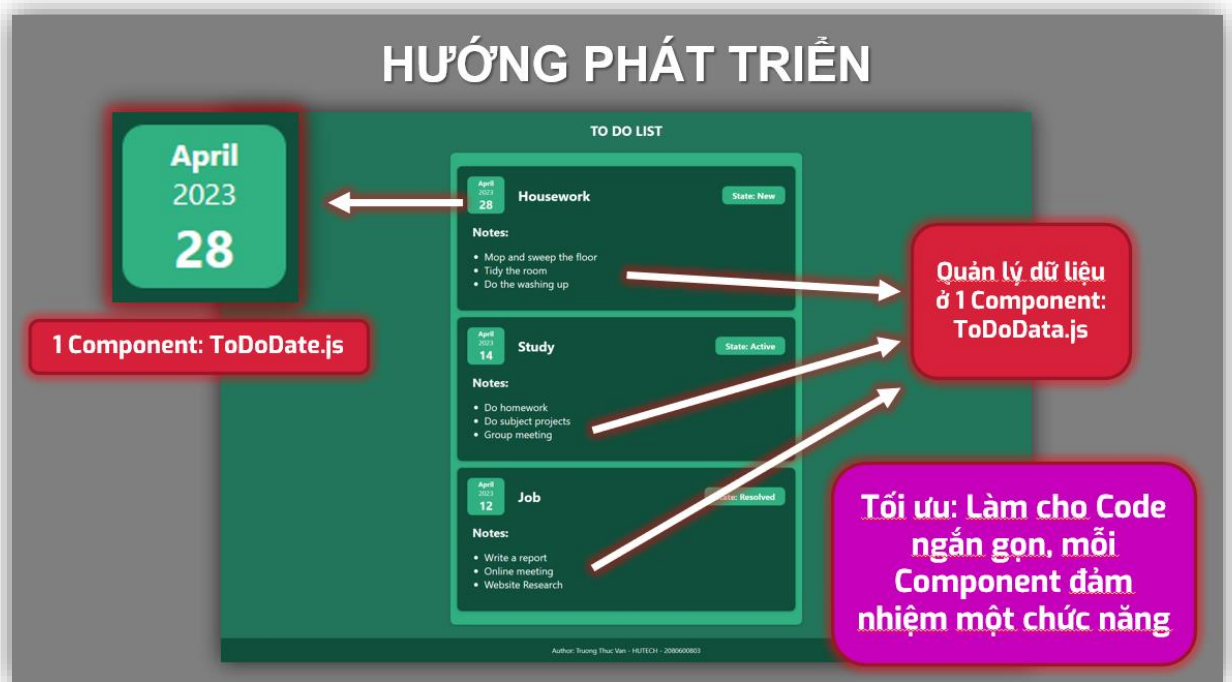 HƯỚNG PHÁT TRIỂN
April
2023
28
1 Component: ToDoDate.js
TO DO LIST
April
2023
28
Housework
State: New
Notes:
• Mop and sweep the floor
• Tidy the room
• Do the washing up
April
2023
14
Study
State: Active
Notes:
• Do homework
• Do subject projects
• Group meeting
April
2023
12
Job
State: Resolved
Notes:
• Write a report
• Online meeting
• Website Research
Author: Truong Thuc Van - HUTECH - 2080600803
Quản lý dữ liệu
ở 1 Component:
ToDoData.js
Tối ưu: Làm cho Code
ngắn gọn, mỗi
Component đảm
nhiệm một chức năng